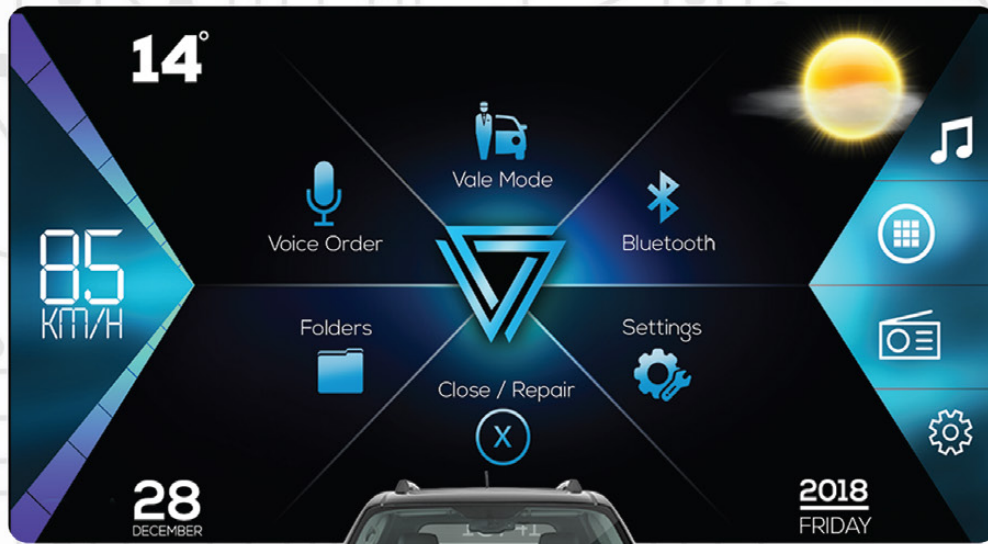 14°
Vale Mode
Voice Order
Bluetooth
85
KM/H
Folders
Settings
Close / Repair
X
28
DECEMBER
2018
FRIDAY